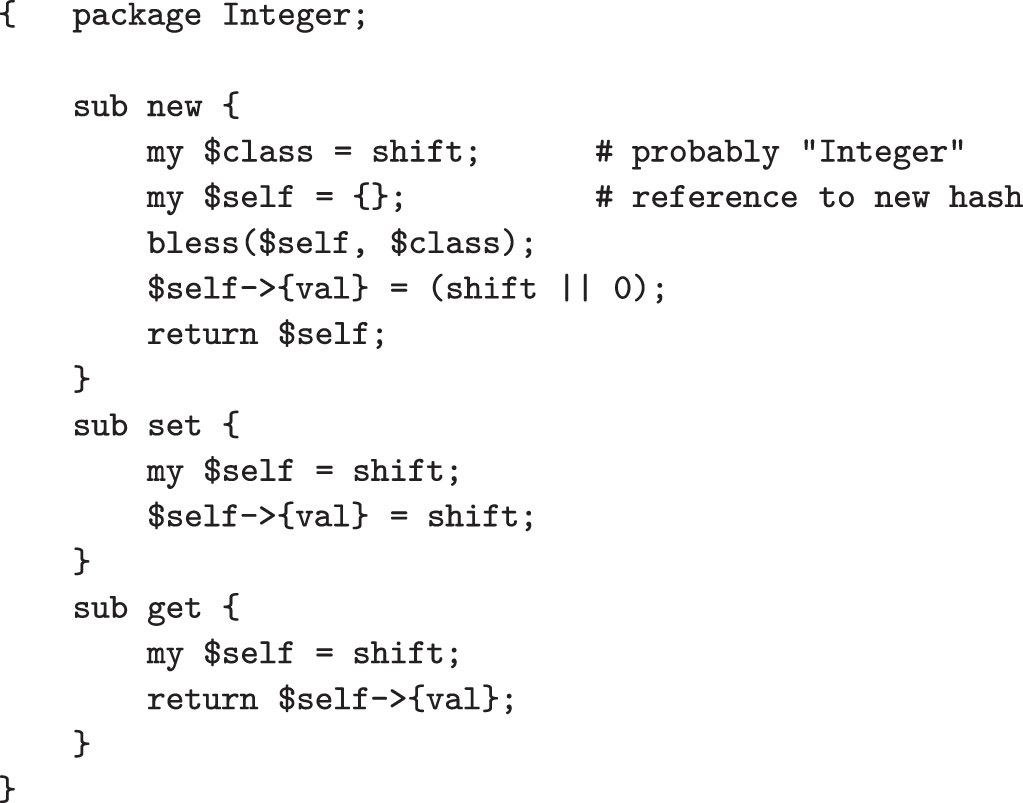 {   package Integer;

    sub new {
        my $class = shift;      # probably "Integer"
        my $self = {};          # reference to new hash
        bless($self, $class);
        $self->{val} = (shift || 0);
        return $self;
    }
    sub set {
        my $self = shift;
        $self->{val} = shift;
    }
    sub get {
        my $self = shift;
        return $self->{val};
    }
}